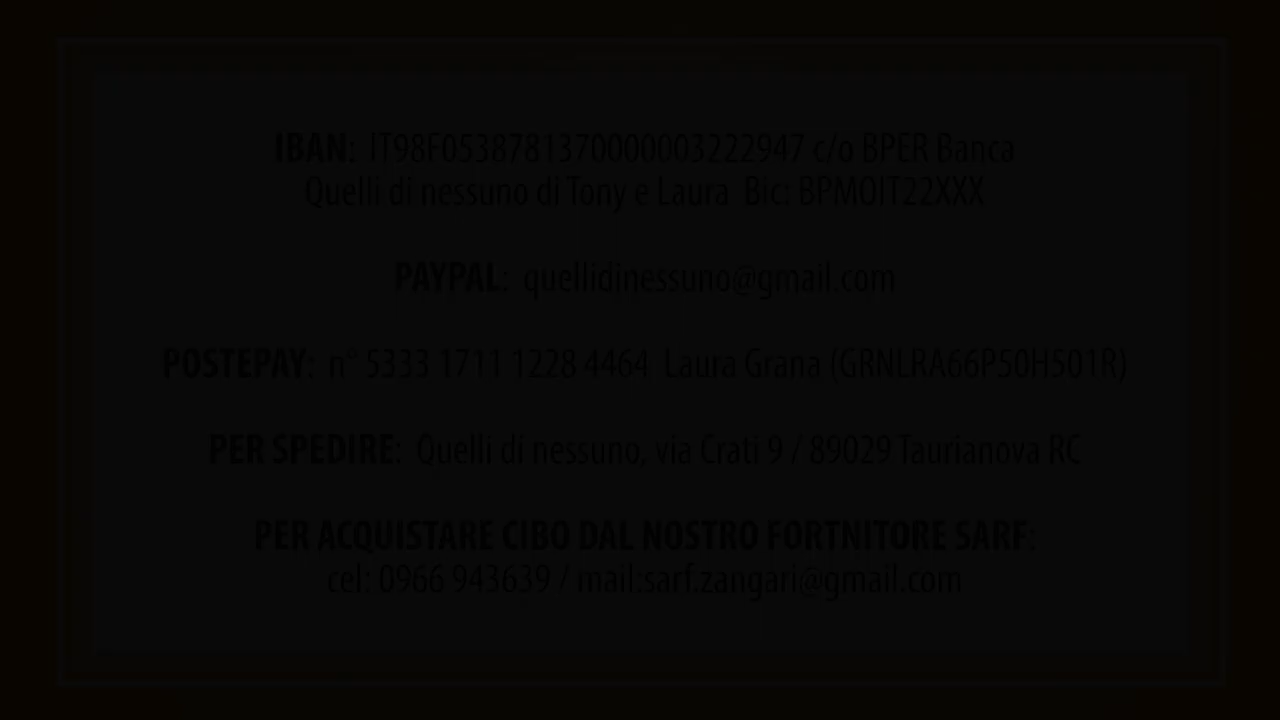 IBAN: IT98F0538781370000003222947 c/o BPER Banca
Quelli di nessuno di Tony e Laura Bic: BPMOIT22XXX
PAYPAL: quellidinessuno@gmail.com
POSTEPAY: n° 5333 1711 1228 4464 Laura Grana (GRNLRA66P50H501R)
PER SPEDIRE: Quelli di nessuno, via Crati 9 / 89029 Taurianova RC
PER ACQUISTARE CIBO DAL NOSTRO FORTNITORE SARF:
cel: 0966 943639 / mail:sarf.zangari@gmail.com